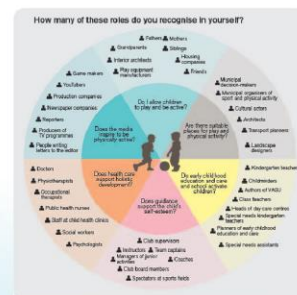 How many of these roles do you recognise in yourself?
Fathers
Mothers
Grandparents
Siblings
Interior architects
Housing
companies
Play equipment
manufacturers
Friends
Do I allow children
to play and be active?
Municipal
decision-makers
Municipal organisers of
sport and physical activity
Cultural actors
Architects
Transport planners
Landscape
designers
Are there suitable
places for play and
physical activity?
Kindergarten teachers
Childminders
Authors of VASU
Class teachers
Heads of day-care centres
Special needs kindergarten
teachers
Planners of early childhood
education and care
Special needs assistants
Do early childhood
education and care
and school activate
children?
Club supervisors
Instructors
Team captains
Managers of junior
activities
Coaches
Club board members
Spectators at sports fields
Does guidance
support the child's
self-esteem?
Doctors
Physiotherapists
Occupational
therapists
Public health nurses
Staff at child health clinics
Social workers
Psychologists
Does health care
support holistic
development?
Game makers
YouTubers
Production companies
Newspaper companies
Reporters
Producers of
TV programmes
People writing
letters to the editor
Does the media
inspire to be
physically active?